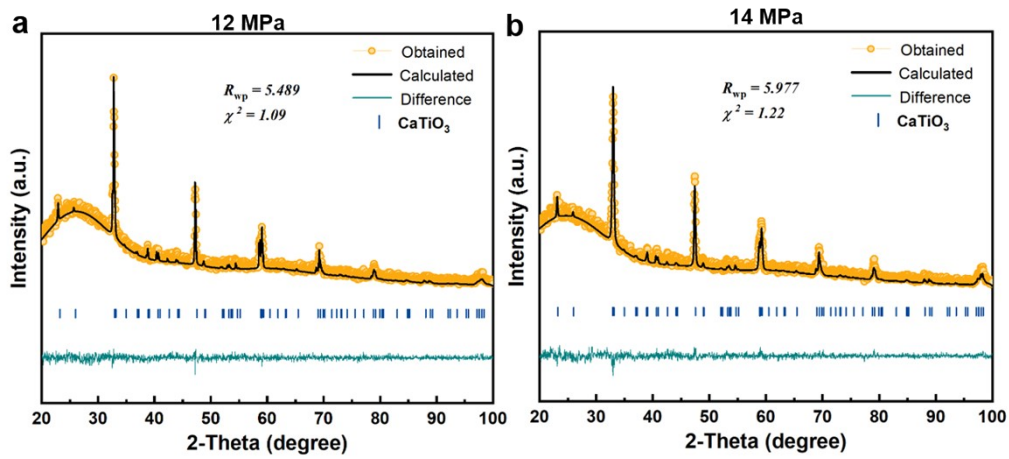 a
12 MPa
Obtained
Calculated
Difference
CaTiO₃
R_wp = 5.489
χ² = 1.09
Intensity (a.u.)
20 30 40 50 60 70 80 90 100
2-Theta (degree)
b
14 MPa
Obtained
Calculated
Difference
CaTiO₃
R_wp = 5.977
χ² = 1.22
Intensity (a.u.)
20 30 40 50 60 70 80 90 100
2-Theta (degree)